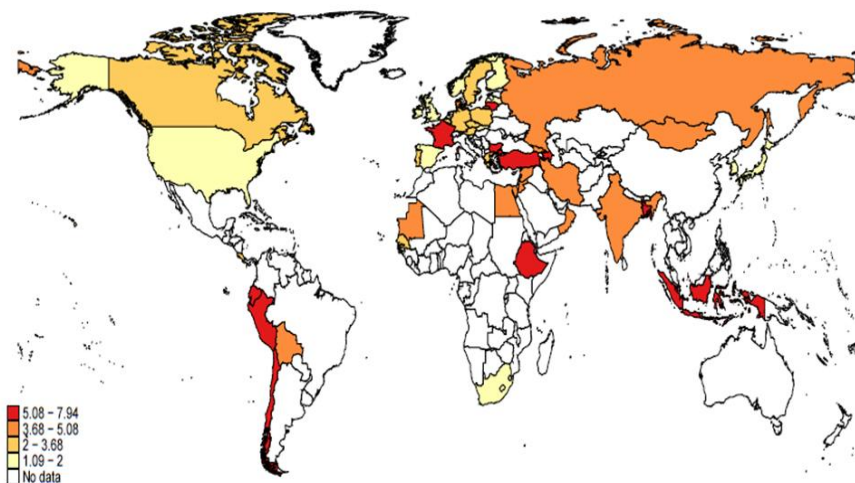 5.08 – 7.94
3.68 – 5.08
2 – 3.68
1.09 – 2
No data